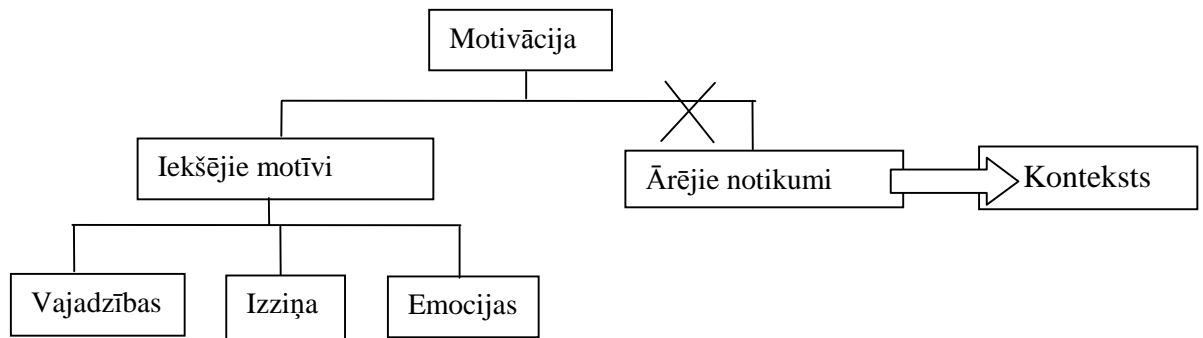 Motivācija
Iekšējie motīvi
Ārējie notikumi
Konteksts
Vajadzības
Izziņa
Emocijas